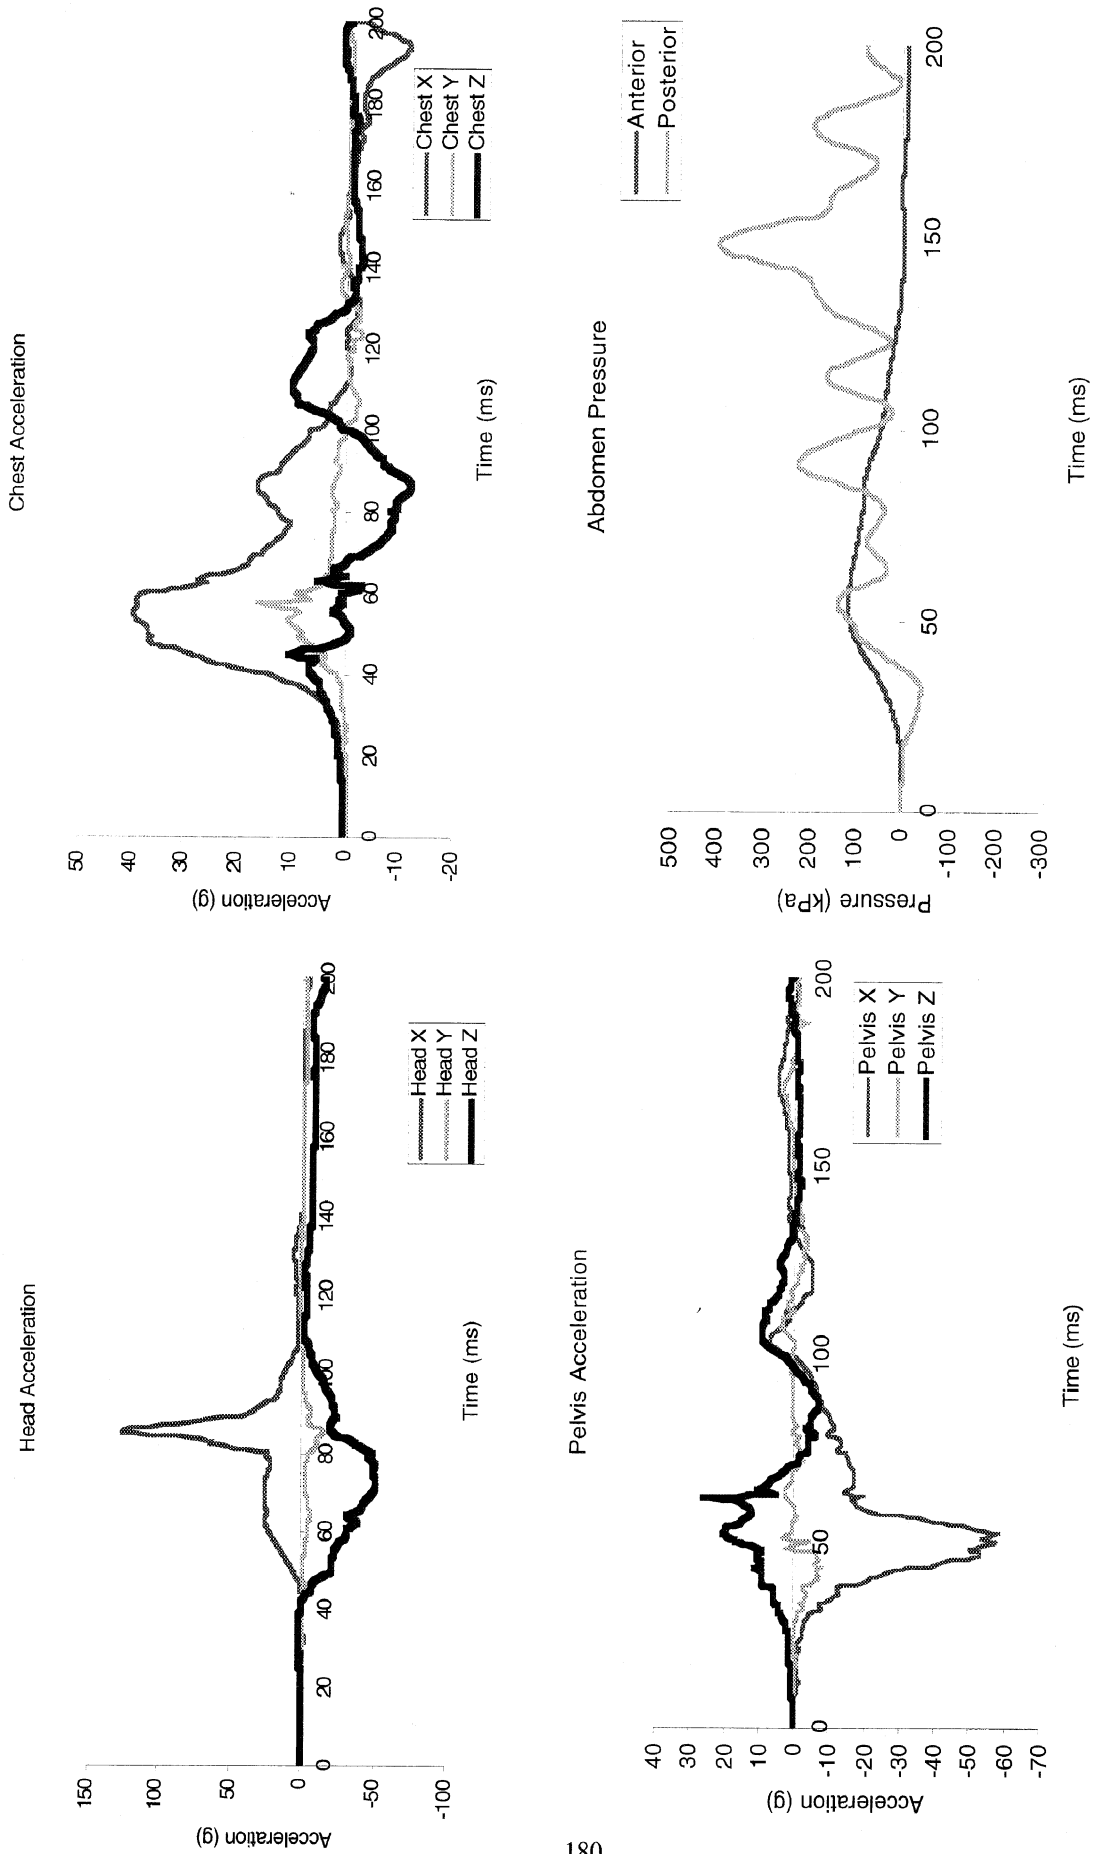 Head Acceleration
Acceleration (g)
150
100
50
0
-50
-100
0
20
40
60
80
100
120
140
160
180
200
Time (ms)
Head X
Head Y
Head Z
Chest Acceleration
Acceleration (g)
50
40
30
20
10
0
-10
-20
0
20
40
60
80
100
120
140
160
180
200
Time (ms)
Chest X
Chest Y
Chest Z
Pelvis Acceleration
Acceleration (g)
40
30
20
10
0
-10
-20
-30
-40
-50
-60
-70
0
50
100
150
200
Time (ms)
Pelvis X
Pelvis Y
Pelvis Z
Abdomen Pressure
Pressure (kPa)
500
400
300
200
100
0
-100
-200
-300
0
50
100
150
200
Time (ms)
Anterior
Posterior
180